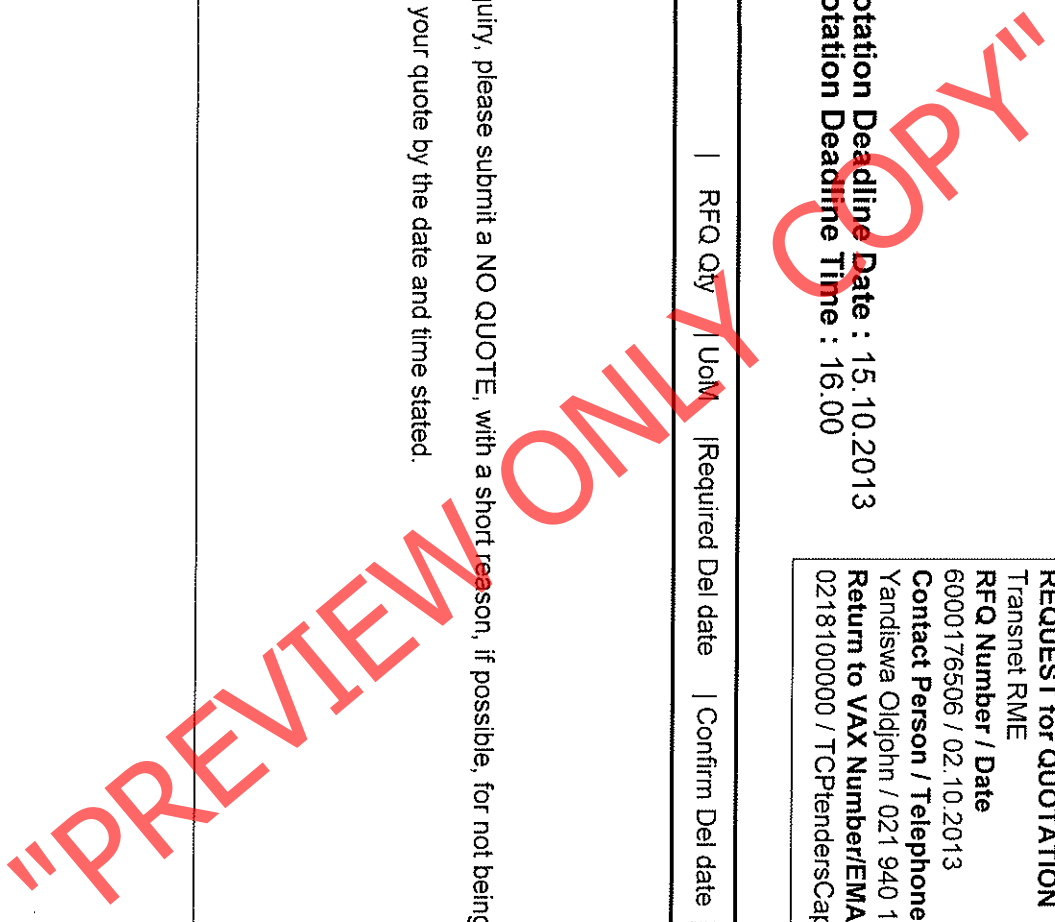 REQUEST for QUOTATION
Transnet RME
RFQ Number / Date
6000176506 / 02.10.2013
Contact Person / Telephone
Yandiswa Oldjohn / 021 940 1
Return to VAX Number/EMA
0218100000 / TCPtendersCap
otation Deadline Date : 15.10.2013
otation Deadline Time : 16.00
| RFQ Qty | UoM |Required Del date | Confirm Del date
uiry, please submit a NO QUOTE, with a short reason, if possible, for not being
your quote by the date and time stated.
"PREVIEW ONLY COPY"